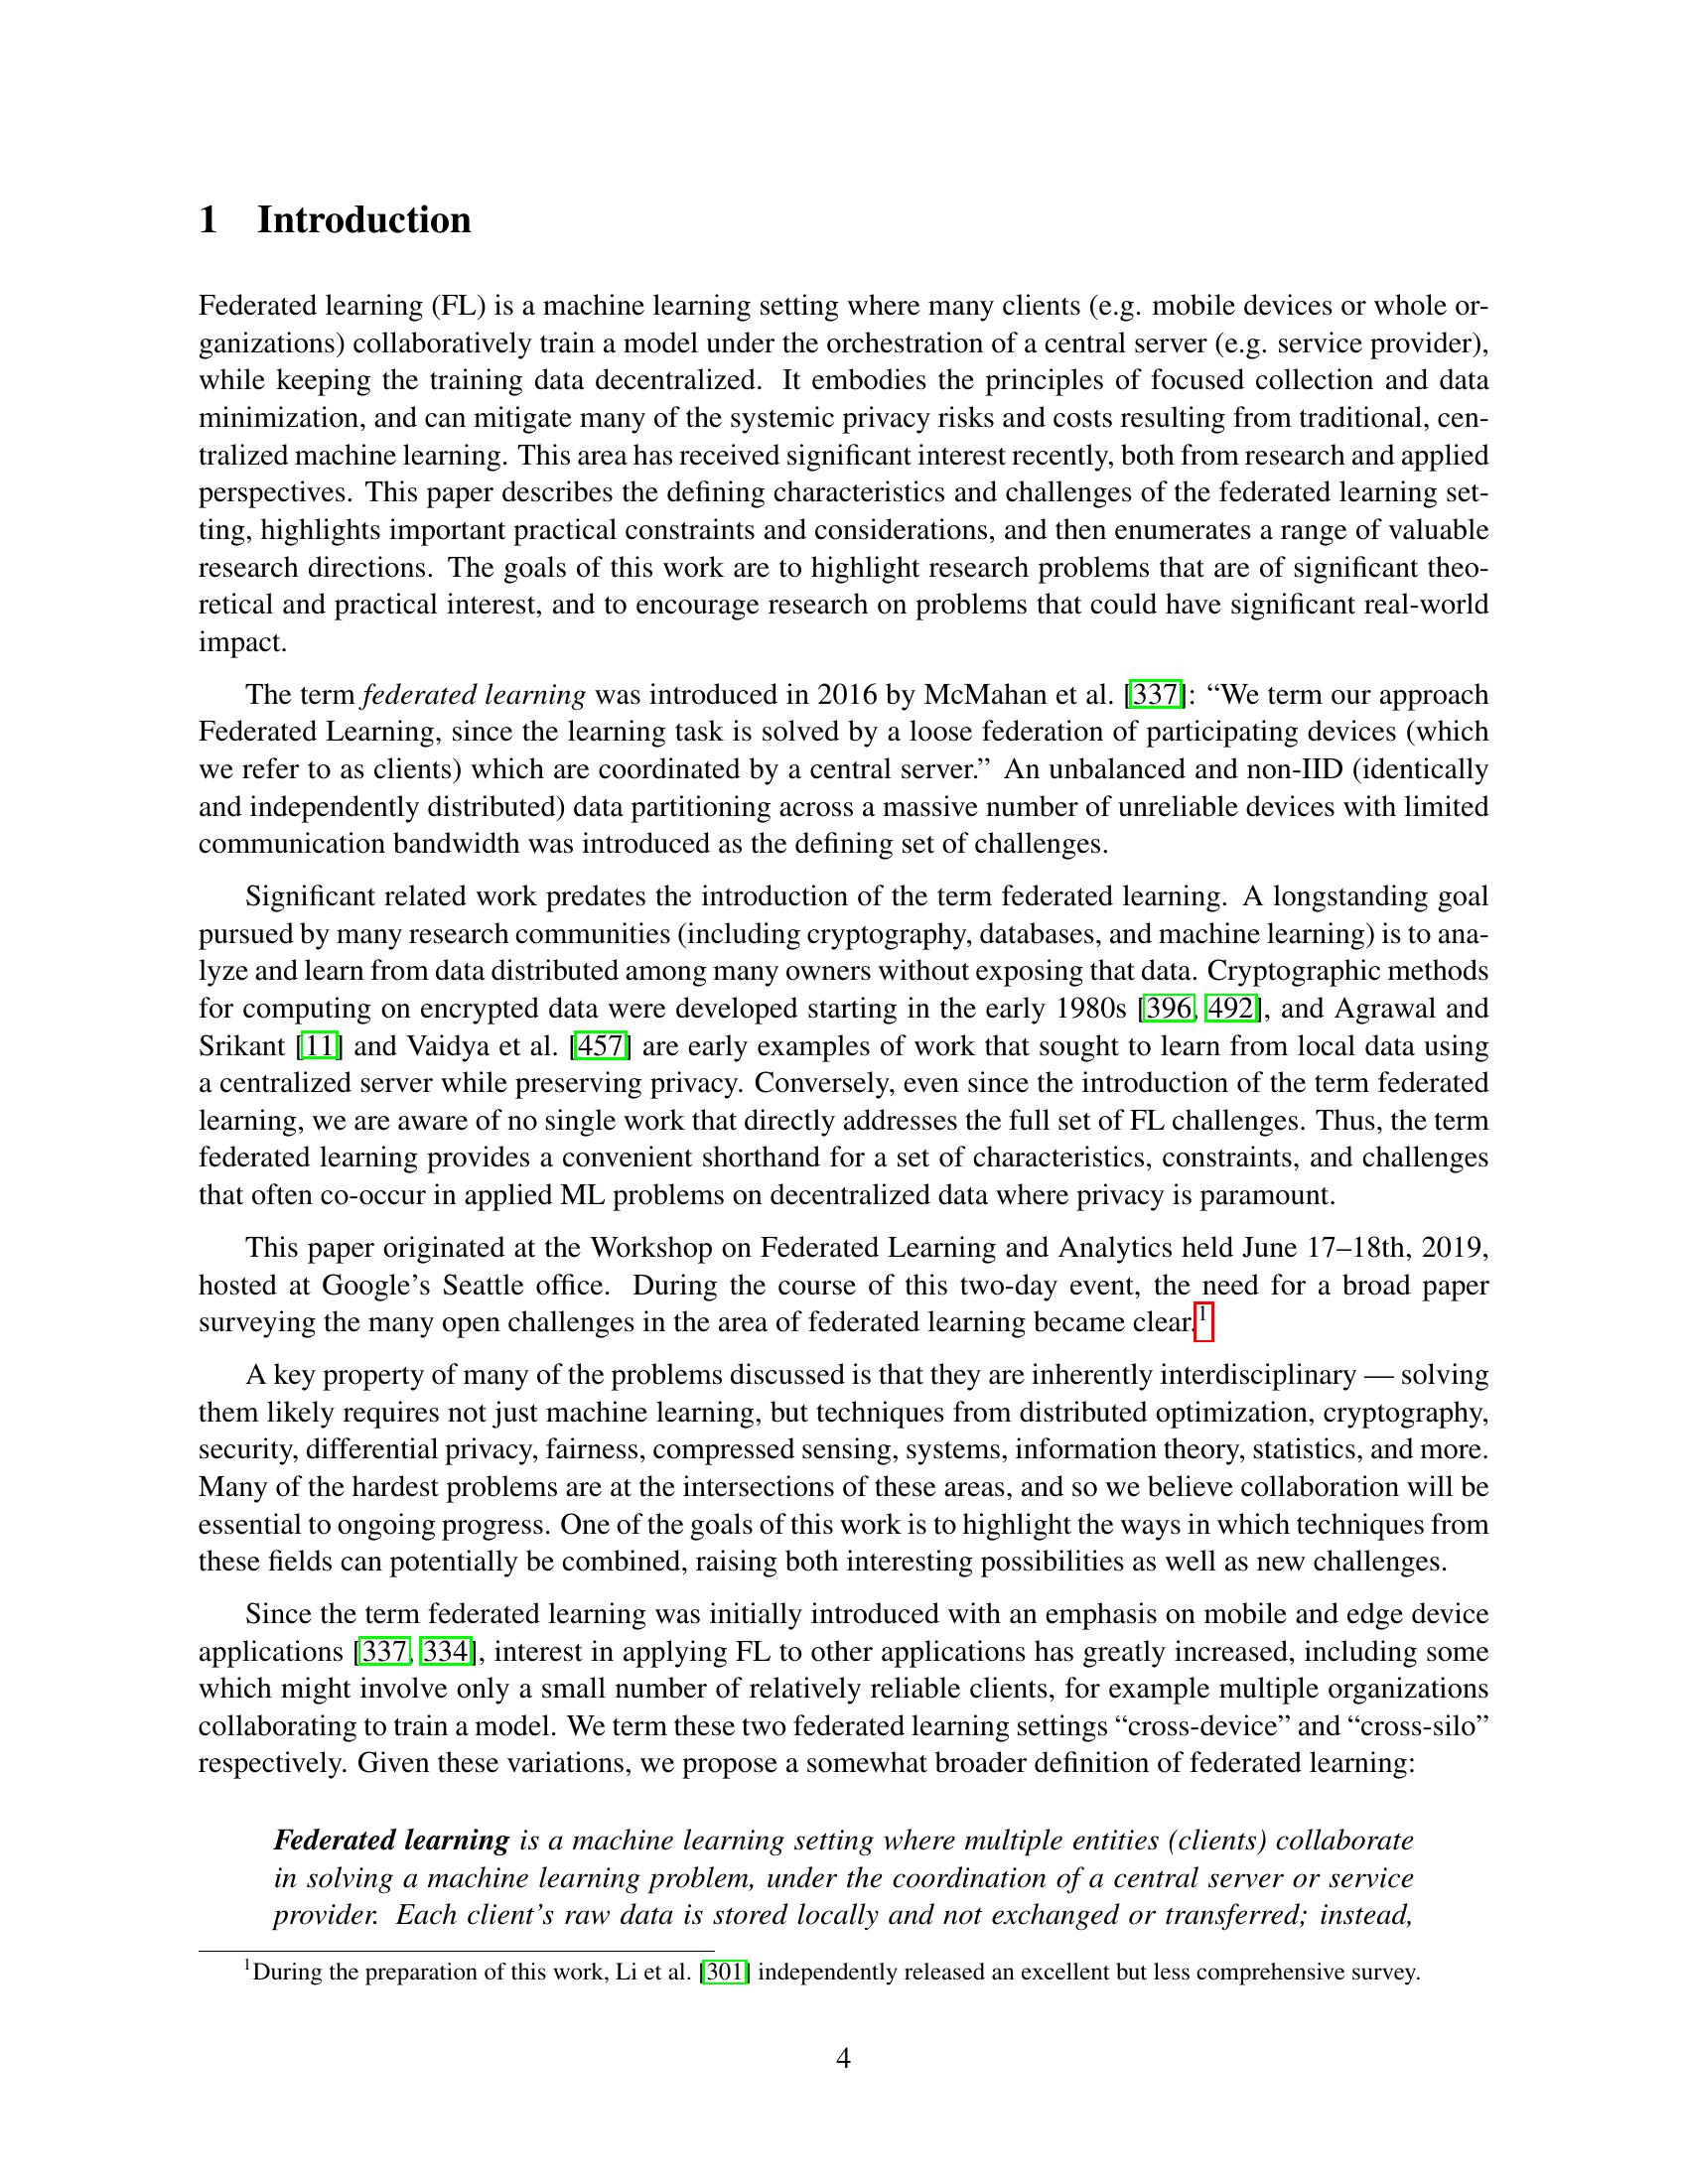 1 Introduction
Federated learning (FL) is a machine learning setting where many clients (e.g. mobile devices or whole or-
ganizations) collaboratively train a model under the orchestration of a central server (e.g. service provider),
while keeping the training data decentralized. It embodies the principles of focused collection and data
minimization, and can mitigate many of the systemic privacy risks and costs resulting from traditional, cen-
tralized machine learning. This area has received significant interest recently, both from research and applied
perspectives. This paper describes the defining characteristics and challenges of the federated learning set-
ting, highlights important practical constraints and considerations, and then enumerates a range of valuable
research directions. The goals of this work are to highlight research problems that are of significant theo-
retical and practical interest, and to encourage research on problems that could have significant real-world
impact.
The term federated learning was introduced in 2016 by McMahan et al. [337]: “We term our approach
Federated Learning, since the learning task is solved by a loose federation of participating devices (which
we refer to as clients) which are coordinated by a central server.” An unbalanced and non-IID (identically
and independently distributed) data partitioning across a massive number of unreliable devices with limited
communication bandwidth was introduced as the defining set of challenges.
Significant related work predates the introduction of the term federated learning. A longstanding goal
pursued by many research communities (including cryptography, databases, and machine learning) is to ana-
lyze and learn from data distributed among many owners without exposing that data. Cryptographic methods
for computing on encrypted data were developed starting in the early 1980s [396, 492], and Agrawal and
Srikant [11] and Vaidya et al. [457] are early examples of work that sought to learn from local data using
a centralized server while preserving privacy. Conversely, even since the introduction of the term federated
learning, we are aware of no single work that directly addresses the full set of FL challenges. Thus, the term
federated learning provides a convenient shorthand for a set of characteristics, constraints, and challenges
that often co-occur in applied ML problems on decentralized data where privacy is paramount.
This paper originated at the Workshop on Federated Learning and Analytics held June 17–18th, 2019,
hosted at Google’s Seattle office. During the course of this two-day event, the need for a broad paper
surveying the many open challenges in the area of federated learning became clear.1
A key property of many of the problems discussed is that they are inherently interdisciplinary — solving
them likely requires not just machine learning, but techniques from distributed optimization, cryptography,
security, differential privacy, fairness, compressed sensing, systems, information theory, statistics, and more.
Many of the hardest problems are at the intersections of these areas, and so we believe collaboration will be
essential to ongoing progress. One of the goals of this work is to highlight the ways in which techniques from
these fields can potentially be combined, raising both interesting possibilities as well as new challenges.
Since the term federated learning was initially introduced with an emphasis on mobile and edge device
applications [337, 334], interest in applying FL to other applications has greatly increased, including some
which might involve only a small number of relatively reliable clients, for example multiple organizations
collaborating to train a model. We term these two federated learning settings “cross-device” and “cross-silo”
respectively. Given these variations, we propose a somewhat broader definition of federated learning:
Federated learning is a machine learning setting where multiple entities (clients) collaborate
in solving a machine learning problem, under the coordination of a central server or service
provider. Each client’s raw data is stored locally and not exchanged or transferred; instead,
1During the preparation of this work, Li et al. [301] independently released an excellent but less comprehensive survey.
4